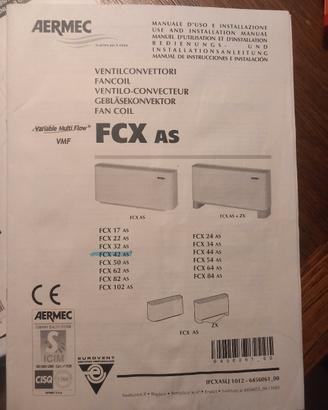 AERMEC
MANUALE D'USO E INSTALLAZIONE
USE AND INSTALLATION MANUAL
MANUEL D'UTILISATION ET D'INSTALLATION
BEDIENUNGS- UND
INSTALLATIONSANLEITUNG
MANUAL DE INSTRUCCIONES E INSTALACIÓN
VENTILCONVETTORI
FANCOIL
VENTILO-CONVECTEUR
GEBLÄSEKONVEKTOR
FAN COIL
„Variable Multi Flow"
VMF
FCX AS
FCX AS
FCX AS + ZX
FCX 17 AS
FCX 22 AS
FCX 32 AS
FCX 42 AS
FCX 50 AS
FCX 62 AS
FCX 82 AS
FCX 102 AS
FCX 24 AS
FCX 34 AS
FCX 44 AS
FCX 54 AS
FCX 64 AS
FCX 84 AS
CE
AERMEC
S
ICIM
CISQ
EUROVENT
FCX AS
ZX
IFCXASLJ 1012 - 6456061_00